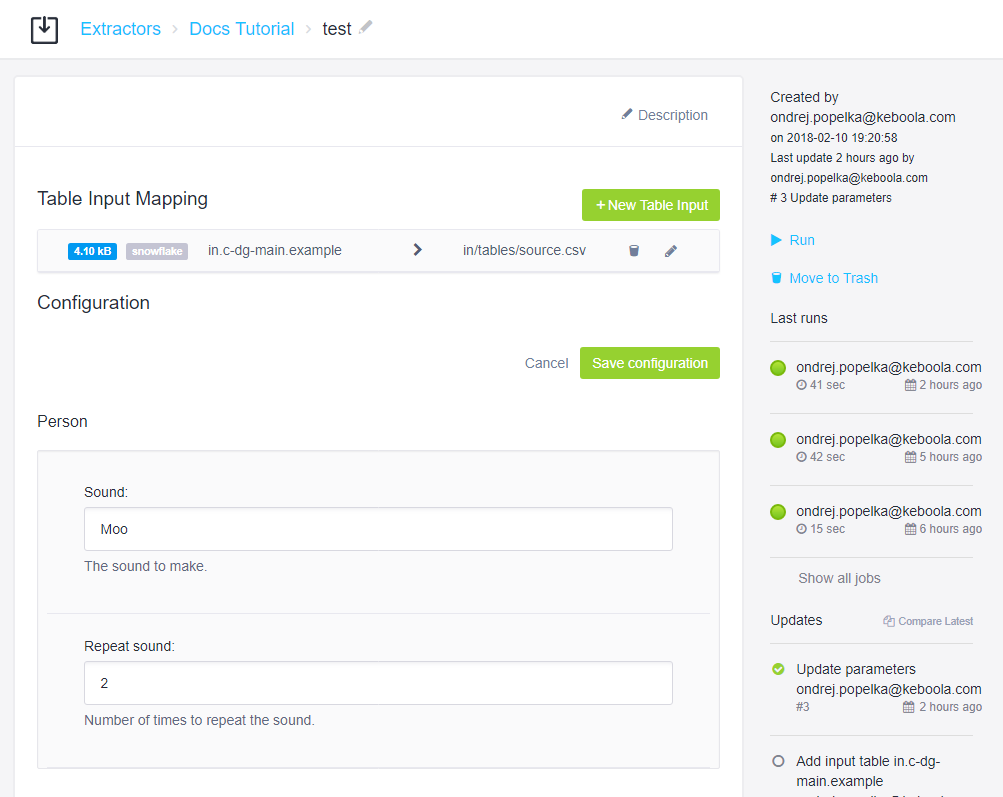 Extractors > Docs Tutorial > test
Description
Table Input Mapping
+ New Table Input
4.10 kB snowflake in.c-dg-main.example > in/tables/source.csv
Configuration
Cancel Save configuration
Person
Sound:
Moo
The sound to make.
Repeat sound:
2
Number of times to repeat the sound.
Created by
ondrej.popelka@keboola.com
on 2018-02-10 19:20:58
Last update 2 hours ago by
ondrej.popelka@keboola.com
# 3 Update parameters
Run
Move to Trash
Last runs
ondrej.popelka@keboola.com
41 sec 2 hours ago
ondrej.popelka@keboola.com
42 sec 5 hours ago
ondrej.popelka@keboola.com
15 sec 6 hours ago
Show all jobs
Updates Compare Latest
Update parameters
ondrej.popelka@keboola.com
#3 2 hours ago
Add input table in.c-dg-
main.example